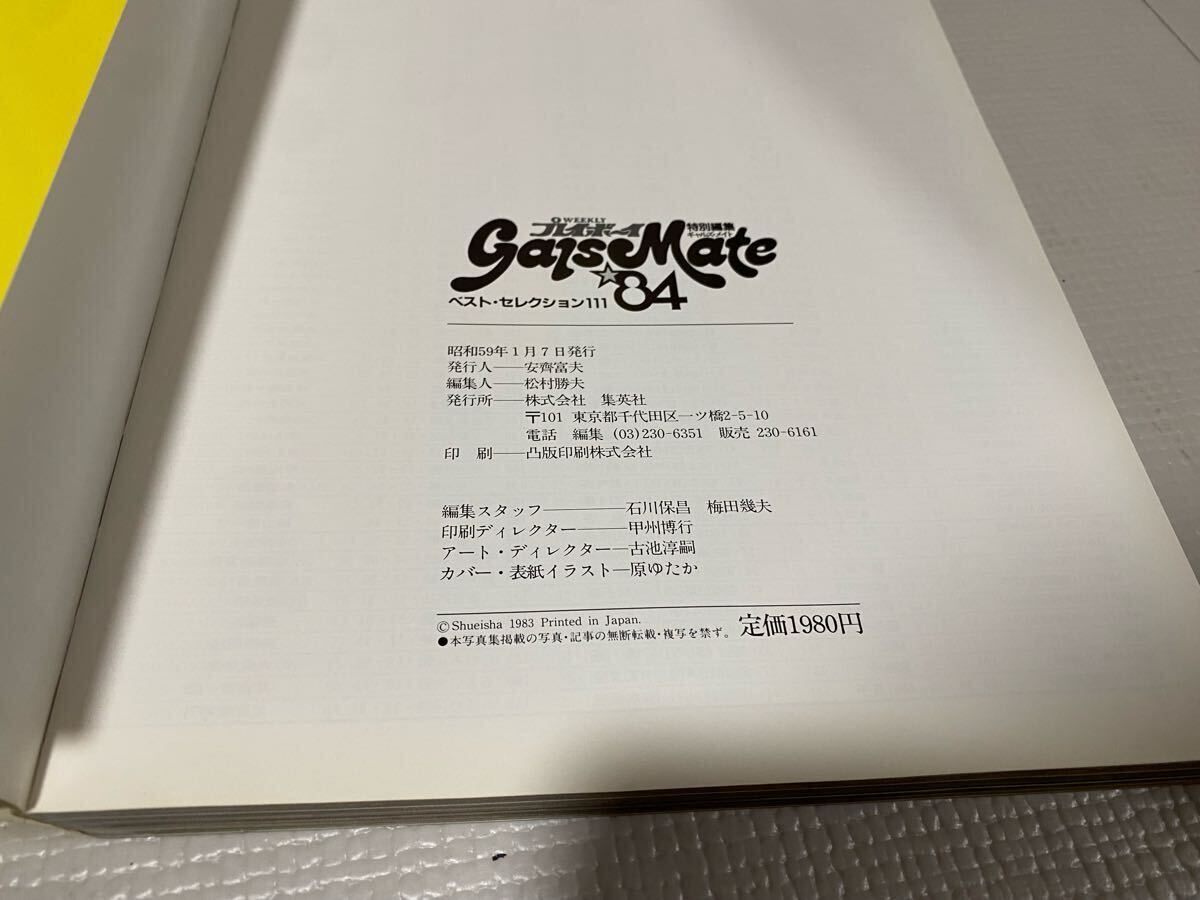 WEEKLY
プレイボーイ 特別編集
GalsMate ギャルズ・メイト
ベスト・セレクション111 ★84
昭和59年1月7日発行
発行人──安齊富夫
編集人──松村勝夫
発行所──株式会社 集英社
〒101 東京都千代田区一ツ橋2-5-10
電話 編集 (03)230-6351 販売 230-6161
印 刷──凸版印刷株式会社
編集スタッフ────石川保昌 梅田幾夫
印刷ディレクター───甲州博行
アート・ディレクター─古池淳嗣
カバー・表紙イラスト─原ゆたか
©Shueisha 1983 Printed in Japan.
●本写真集掲載の写真・記事の無断転載・複写を禁ず。 定価1980円